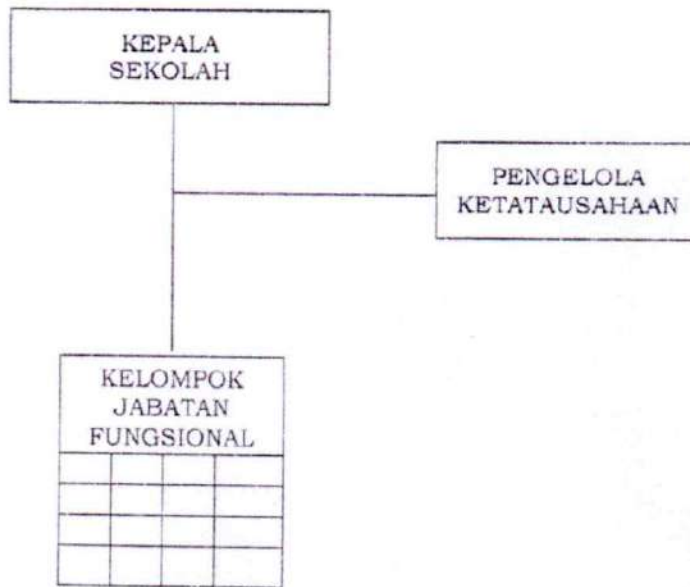 KEPALA
SEKOLAH
PENGELOLA
KETATAUSAHAAN
KELOMPOK
JABATAN
FUNGSIONAL